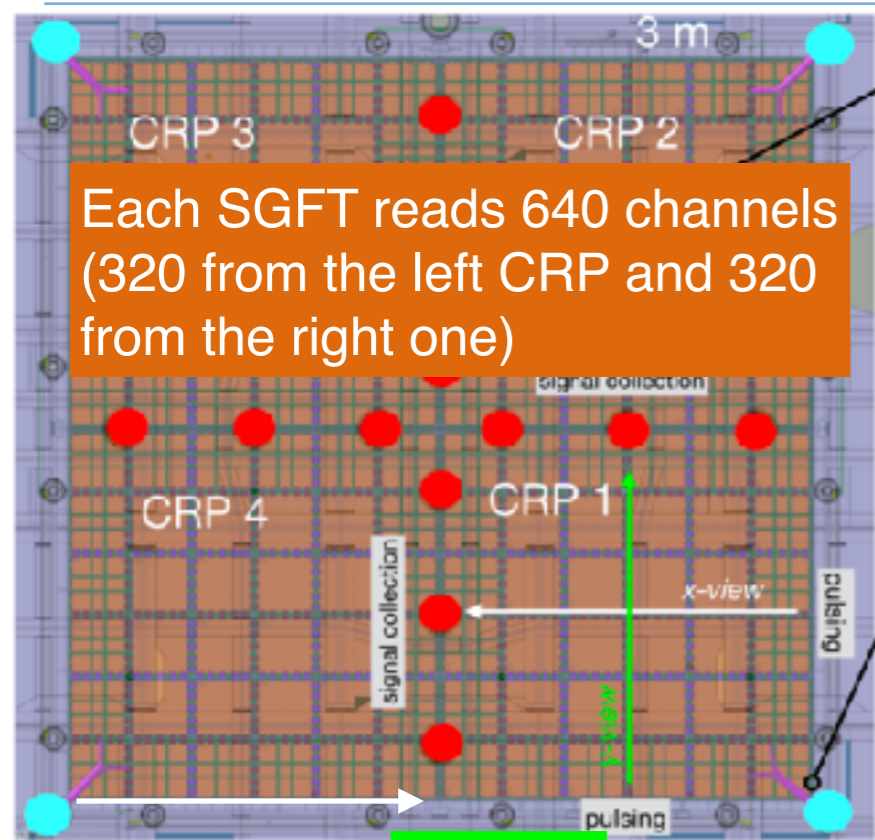 3 m
CRP 3
CRP 2
Each SGFT reads 640 channels
(320 from the left CRP and 320
from the right one)
signal collection
CRP 4
CRP 1
signal collection
x-view
pulsing
y-view
pulsing